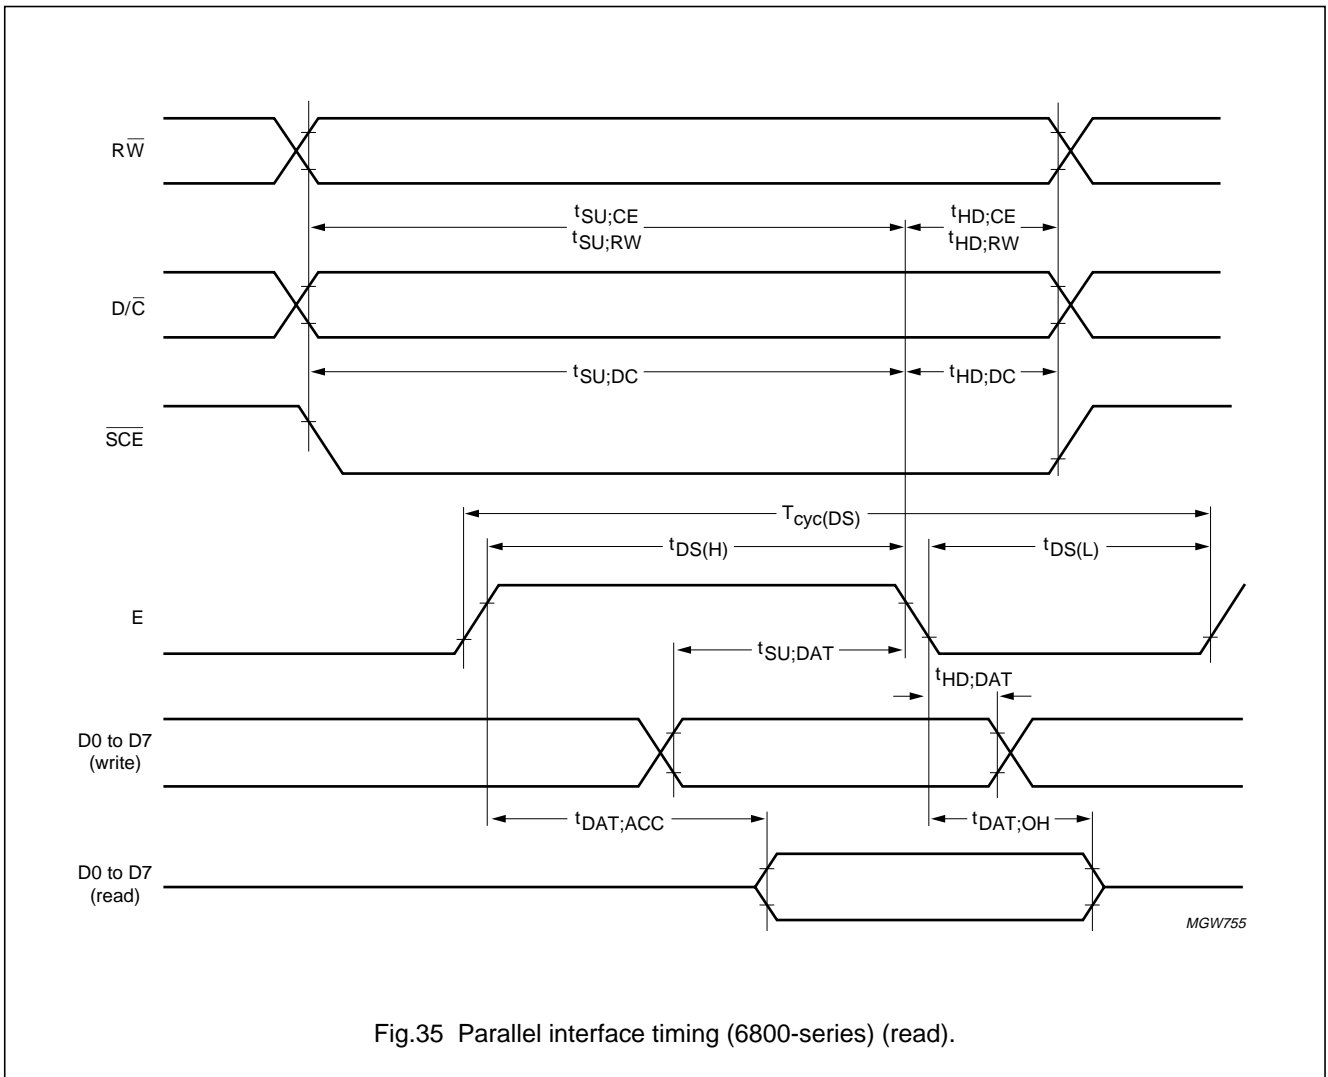 RW̅
tSU;CE
tSU;RW
tHD;CE
tHD;RW
D/C̅
tSU;DC
tHD;DC
S̅C̅E̅
Tcyc(DS)
tDS(H)
tDS(L)
E
tSU;DAT
tHD;DAT
D0 to D7
(write)
tDAT;ACC
tDAT;OH
D0 to D7
(read)
MGW755
Fig.35 Parallel interface timing (6800-series) (read).